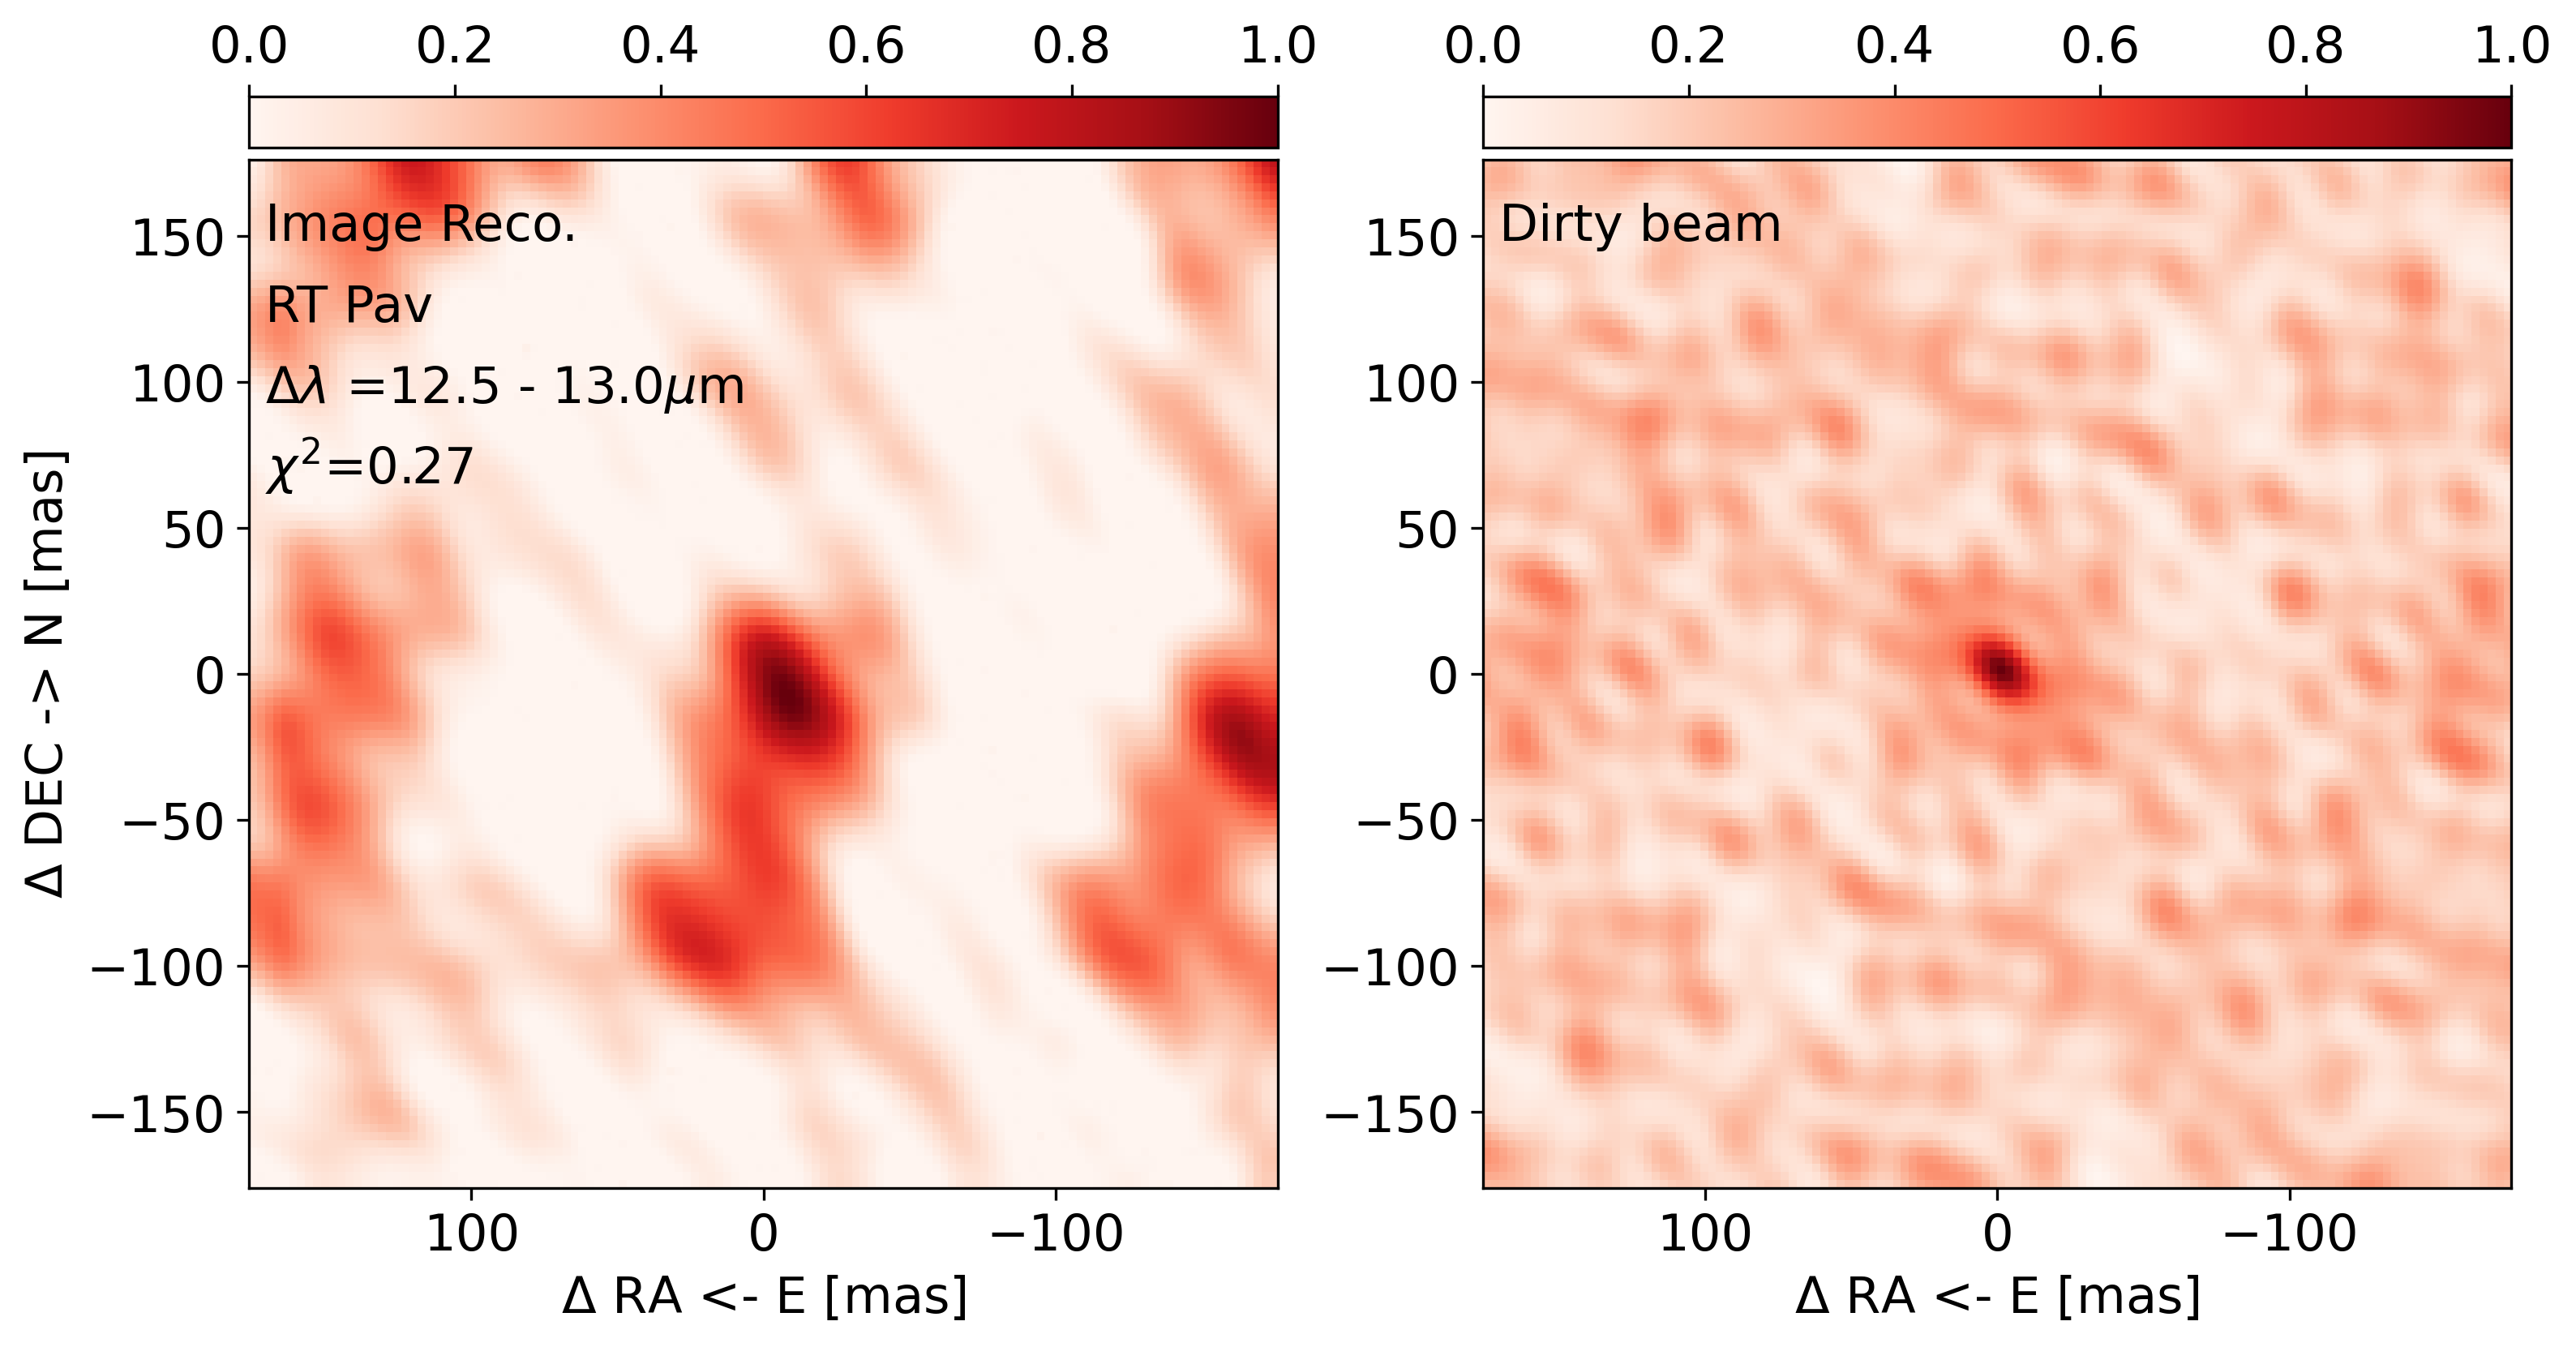 0.0 0.2 0.4 0.6 0.8 1.0
0.0 0.2 0.4 0.6 0.8 1.0
Image Reco.
RT Pav
Δλ =12.5 - 13.0μm
χ²=0.27
Δ DEC -> N [mas]
150
100
50
0
−50
−100
−150
100 0 −100
Δ RA <- E [mas]
Dirty beam
150
100
50
0
−50
−100
−150
100 0 −100
Δ RA <- E [mas]